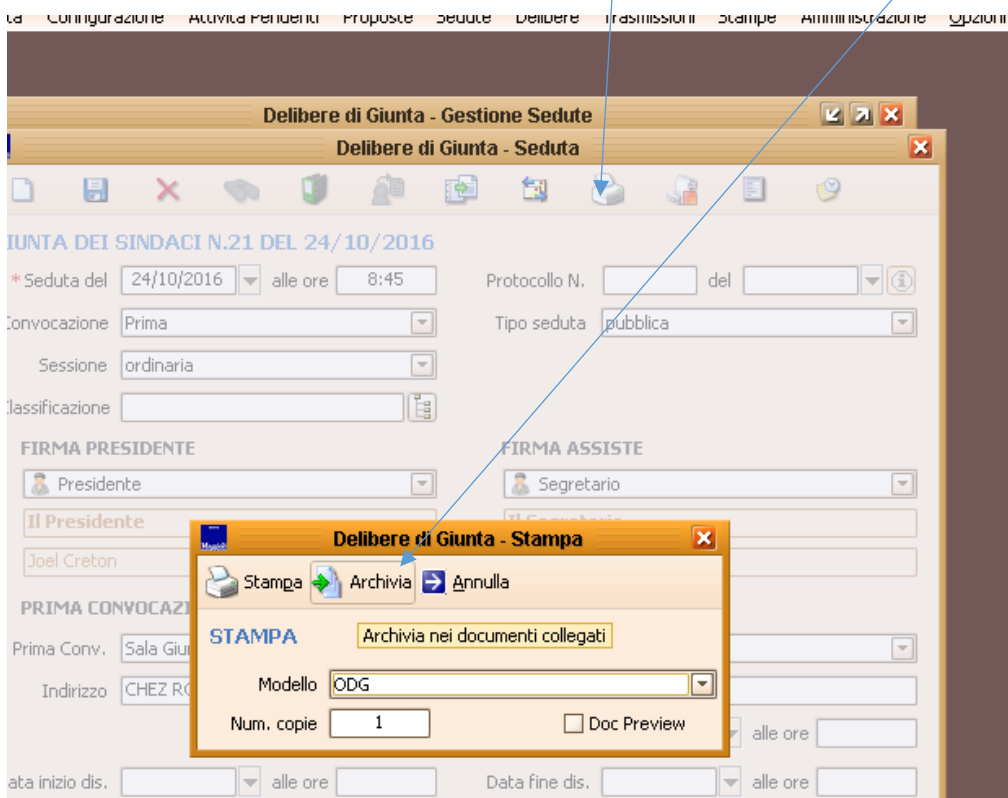 Configurazione Attività Pendenti Proposte Sedute Delibere Trasmissioni Stampe Amministrazione Opzioni
Delibere di Giunta - Gestione Sedute
Delibere di Giunta - Seduta
IUNTA DEI SINDACI N.21 DEL 24/10/2016
*Seduta del 24/10/2016 alle ore 8:45 Protocollo N. del
Convocazione Prima Tipo seduta pubblica
Sessione ordinaria
Classificazione
FIRMA PRESIDENTE FIRMA ASSISTE
Presidente Segretario
Il Presidente Il Segretario
Joel Creton
Delibere di Giunta - Stampa
Stampa Archivia Annulla
PRIMA CONVOCAZI
STAMPA Archivia nei documenti collegati
Prima Conv. Sala Giu
Modello ODG
Indirizzo CHEZ RO
Num. copie 1 Doc Preview
alle ore
ata inizio dis. alle ore Data fine dis. alle ore